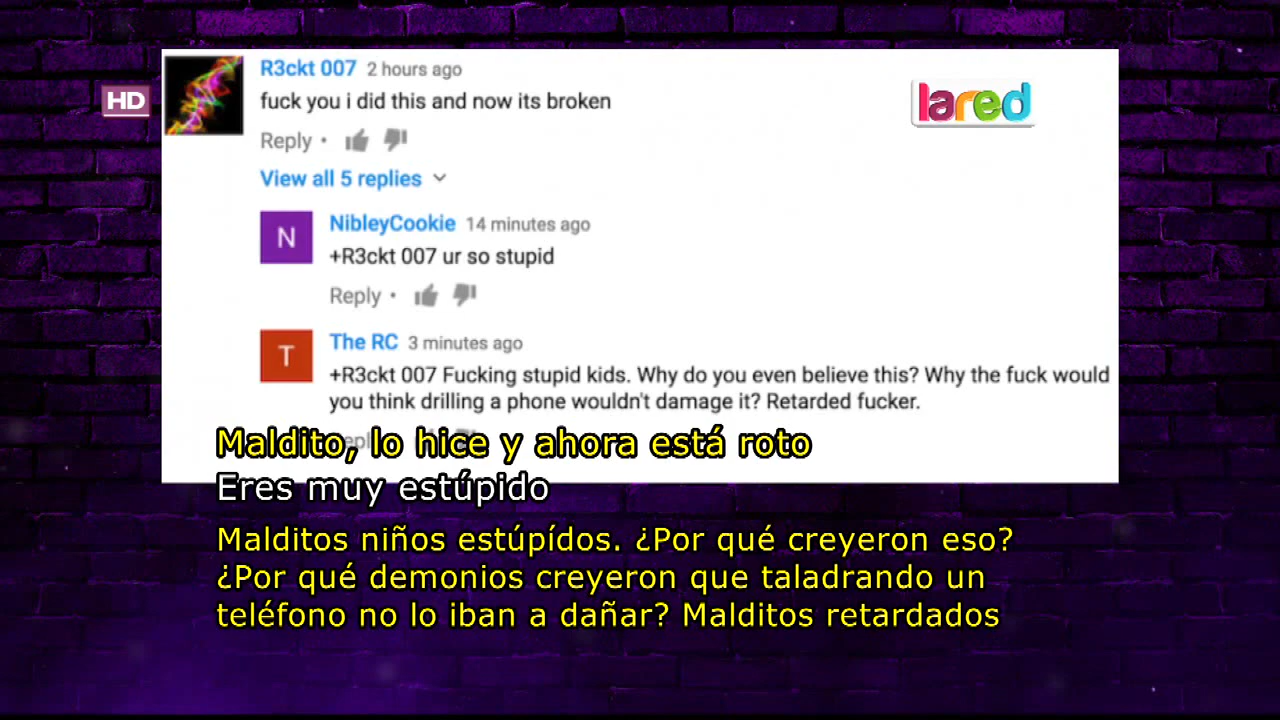 HD
lared
R3ckt 007 2 hours ago
fuck you i did this and now its broken
Reply •
View all 5 replies
N
NibleyCookie 14 minutes ago
+R3ckt 007 ur so stupid
Reply •
T
The RC 3 minutes ago
+R3ckt 007 Fucking stupid kids. Why do you even believe this? Why the fuck would
you think drilling a phone wouldn't damage it? Retarded fucker.
Maldito, lo hice y ahora está roto
Eres muy estúpido
Malditos niños estúpídos. ¿Por qué creyeron eso?
¿Por qué demonios creyeron que taladrando un
teléfono no lo iban a dañar? Malditos retardados